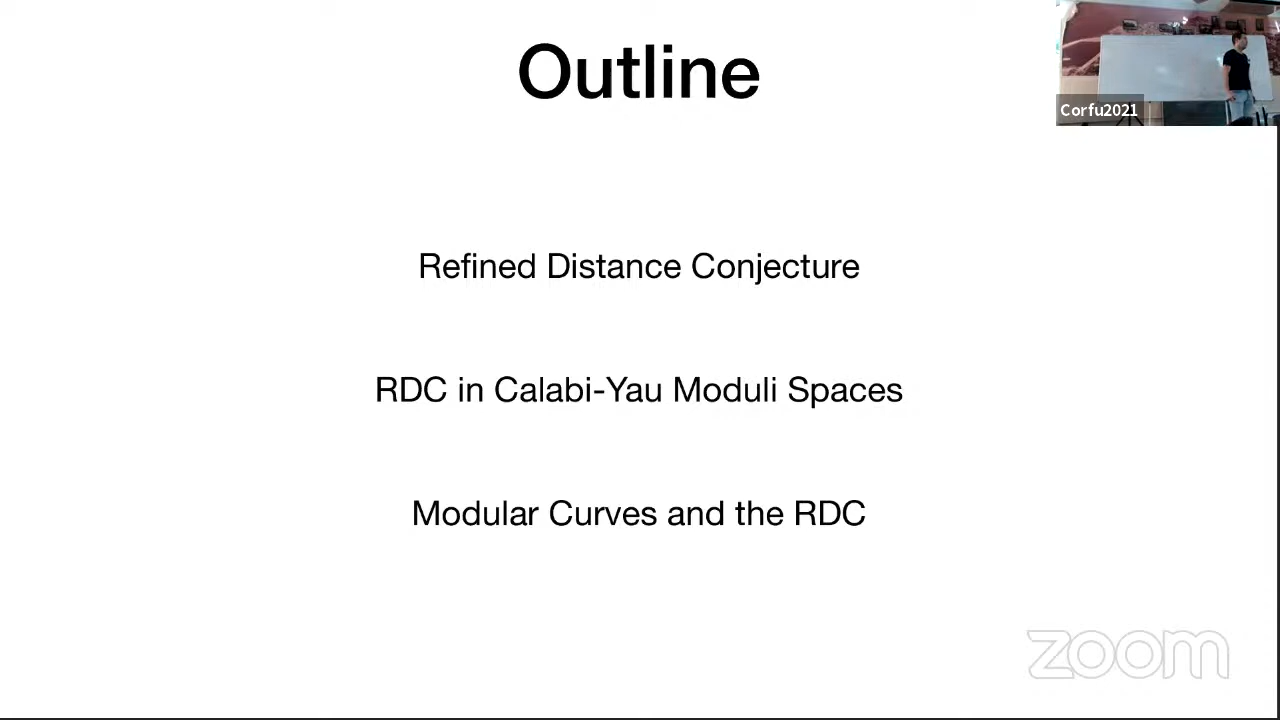 Outline
Corfu2021
Refined Distance Conjecture
RDC in Calabi-Yau Moduli Spaces
Modular Curves and the RDC
zoom